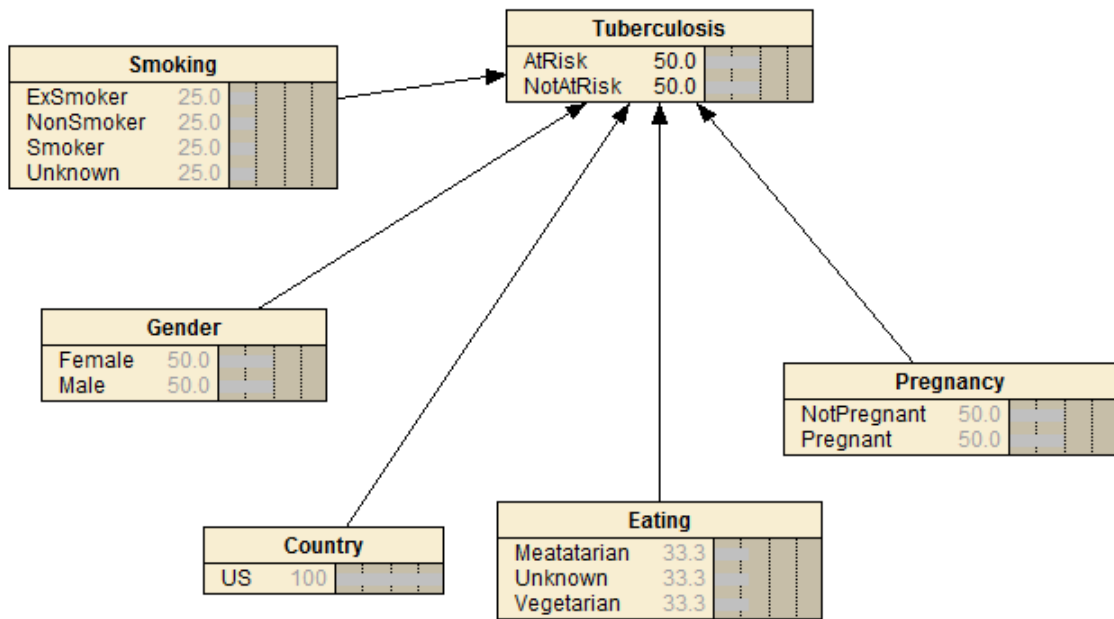 Tuberculosis
AtRisk 50.0
NotAtRisk 50.0
Smoking
ExSmoker 25.0
NonSmoker 25.0
Smoker 25.0
Unknown 25.0
Gender
Female 50.0
Male 50.0
Pregnancy
NotPregnant 50.0
Pregnant 50.0
Country
US 100
Eating
Meatatarian 33.3
Unknown 33.3
Vegetarian 33.3